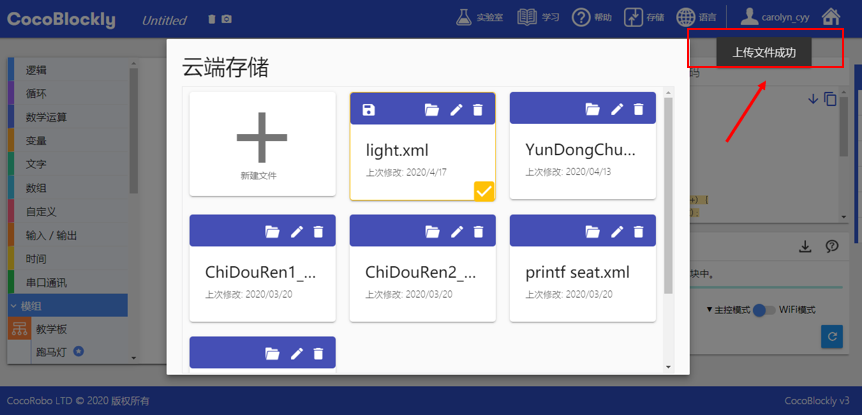 CocoBlockly
Untitled
实验室
学习
帮助
存储
语言
carolyn_cyy
上传文件成功
云端存储
码
逻辑
循环
数学运算
变量
文字
数组
自定义
输入 / 输出
时间
串口通讯
模组
教学板
跑马灯
新建文件
light.xml
上次修改: 2020/4/17
YunDongChu...
上次修改: 2020/04/13
ChiDouRen1_...
上次修改: 2020/03/20
ChiDouRen2_...
上次修改: 2020/03/20
printf seat.xml
上次修改: 2020/03/20
+) {
);
块中。
▼主控模式
WiFi模式
CocoRobo LTD © 2020 版权所有
CocoBlockly v3